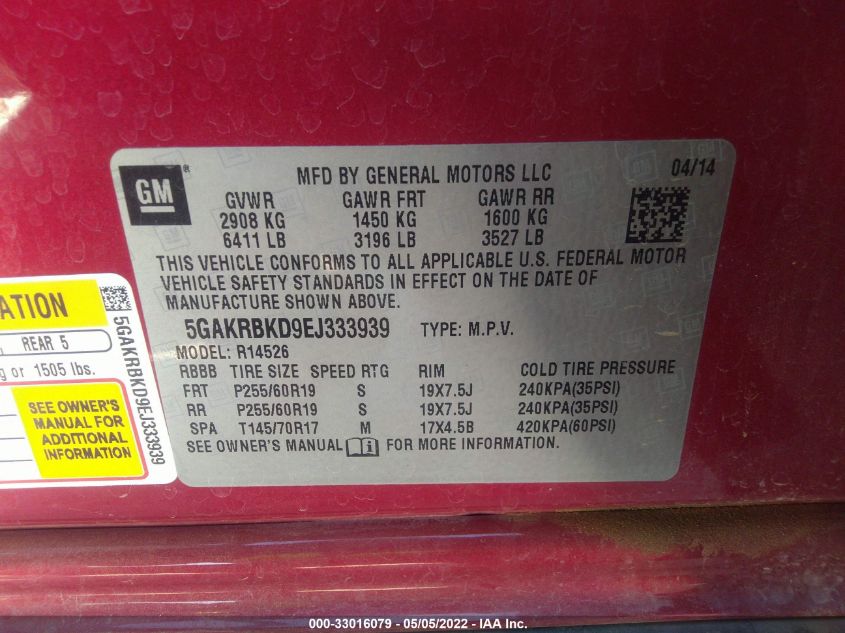 GM
®
MFD BY GENERAL MOTORS LLC 04/14
GVWR GAWR FRT GAWR RR
2908 KG 1450 KG 1600 KG
6411 LB 3196 LB 3527 LB
THIS VEHICLE CONFORMS TO ALL APPLICABLE U.S. FEDERAL MOTOR
VEHICLE SAFETY STANDARDS IN EFFECT ON THE DATE OF
MANUFACTURE SHOWN ABOVE.
5GAKRBKD9EJ333939 TYPE: M.P.V.
MODEL: R14526
RBBB TIRE SIZE SPEED RTG RIM COLD TIRE PRESSURE
FRT P255/60R19 S 19X7.5J 240KPA(35PSI)
RR P255/60R19 S 19X7.5J 240KPA(35PSI)
SPA T145/70R17 M 17X4.5B 420KPA(60PSI)
SEE OWNER'S MANUAL FOR MORE INFORMATION.
ATION
REAR 5
or 1505 lbs.
SEE OWNER'S
MANUAL FOR
ADDITIONAL
INFORMATION
5GAKRBKD9EJ333939
000-33016079 - 05/05/2022 - IAA Inc.